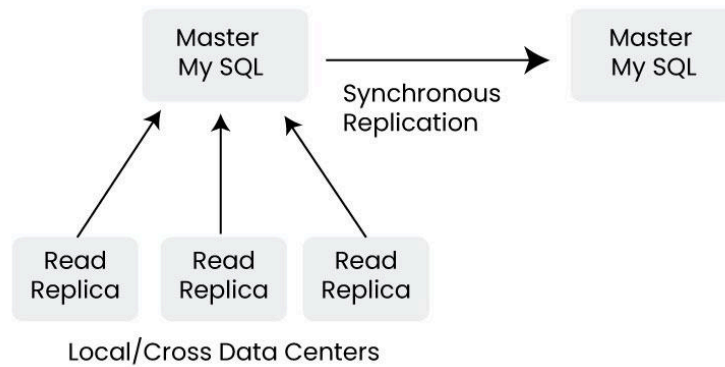 Master
My SQL
Master
My SQL
Synchronous
Replication
Read
Replica
Read
Replica
Read
Replica
Local/Cross Data Centers